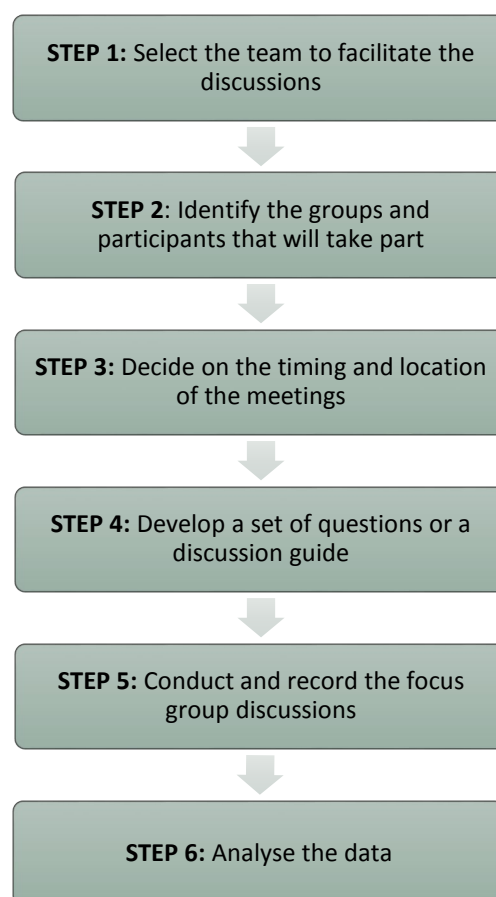 STEP 1: Select the team to facilitate the
discussions
STEP 2: Identify the groups and
participants that will take part
STEP 3: Decide on the timing and location
of the meetings
STEP 4: Develop a set of questions or a
discussion guide
STEP 5: Conduct and record the focus
group discussions
STEP 6: Analyse the data